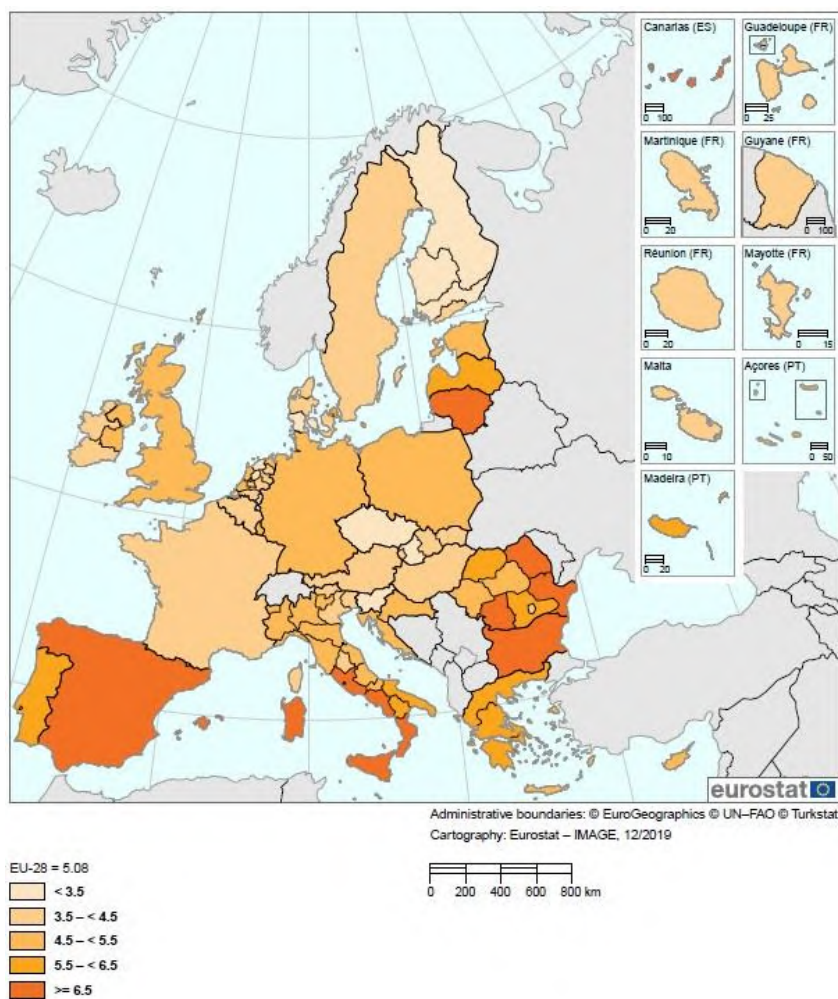 Canarias (ES)
0 100
Guadeloupe (FR)
0 25
Martinique (FR)
0 20
Guyane (FR)
0 100
Réunion (FR)
0 20
Mayotte (FR)
0 15
Malta
0 10
Açores (PT)
0 50
Madeira (PT)
0 20
eurostat
Administrative boundaries: © EuroGeographics © UN–FAO © Turkstat
Cartography: Eurostat – IMAGE, 12/2019
0 200 400 600 800 km
EU-28 = 5.08
< 3.5
3.5 – < 4.5
4.5 – < 5.5
5.5 – < 6.5
>= 6.5